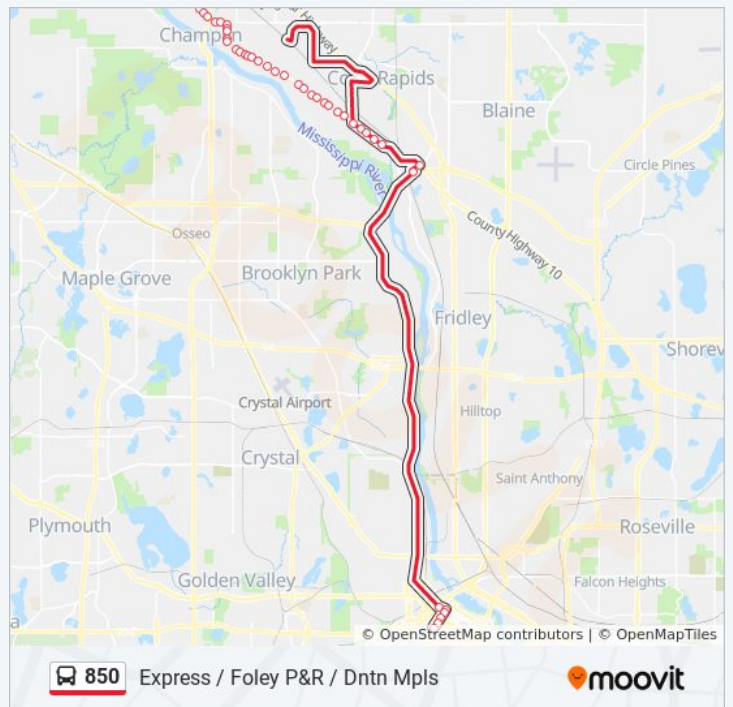 Highway
Champlin
Coon Rapids
Blaine
Mississippi River
Circle Pines
Osseo
County Highway 10
Maple Grove
Brooklyn Park
Fridley
Shorev
Crystal Airport
Hilltop
Crystal
Saint Anthony
Plymouth
Roseville
Golden Valley
Falcon Heights
a
© OpenStreetMap contributors | © OpenMapTiles
850 Express / Foley P&R / Dntn Mpls
moovit